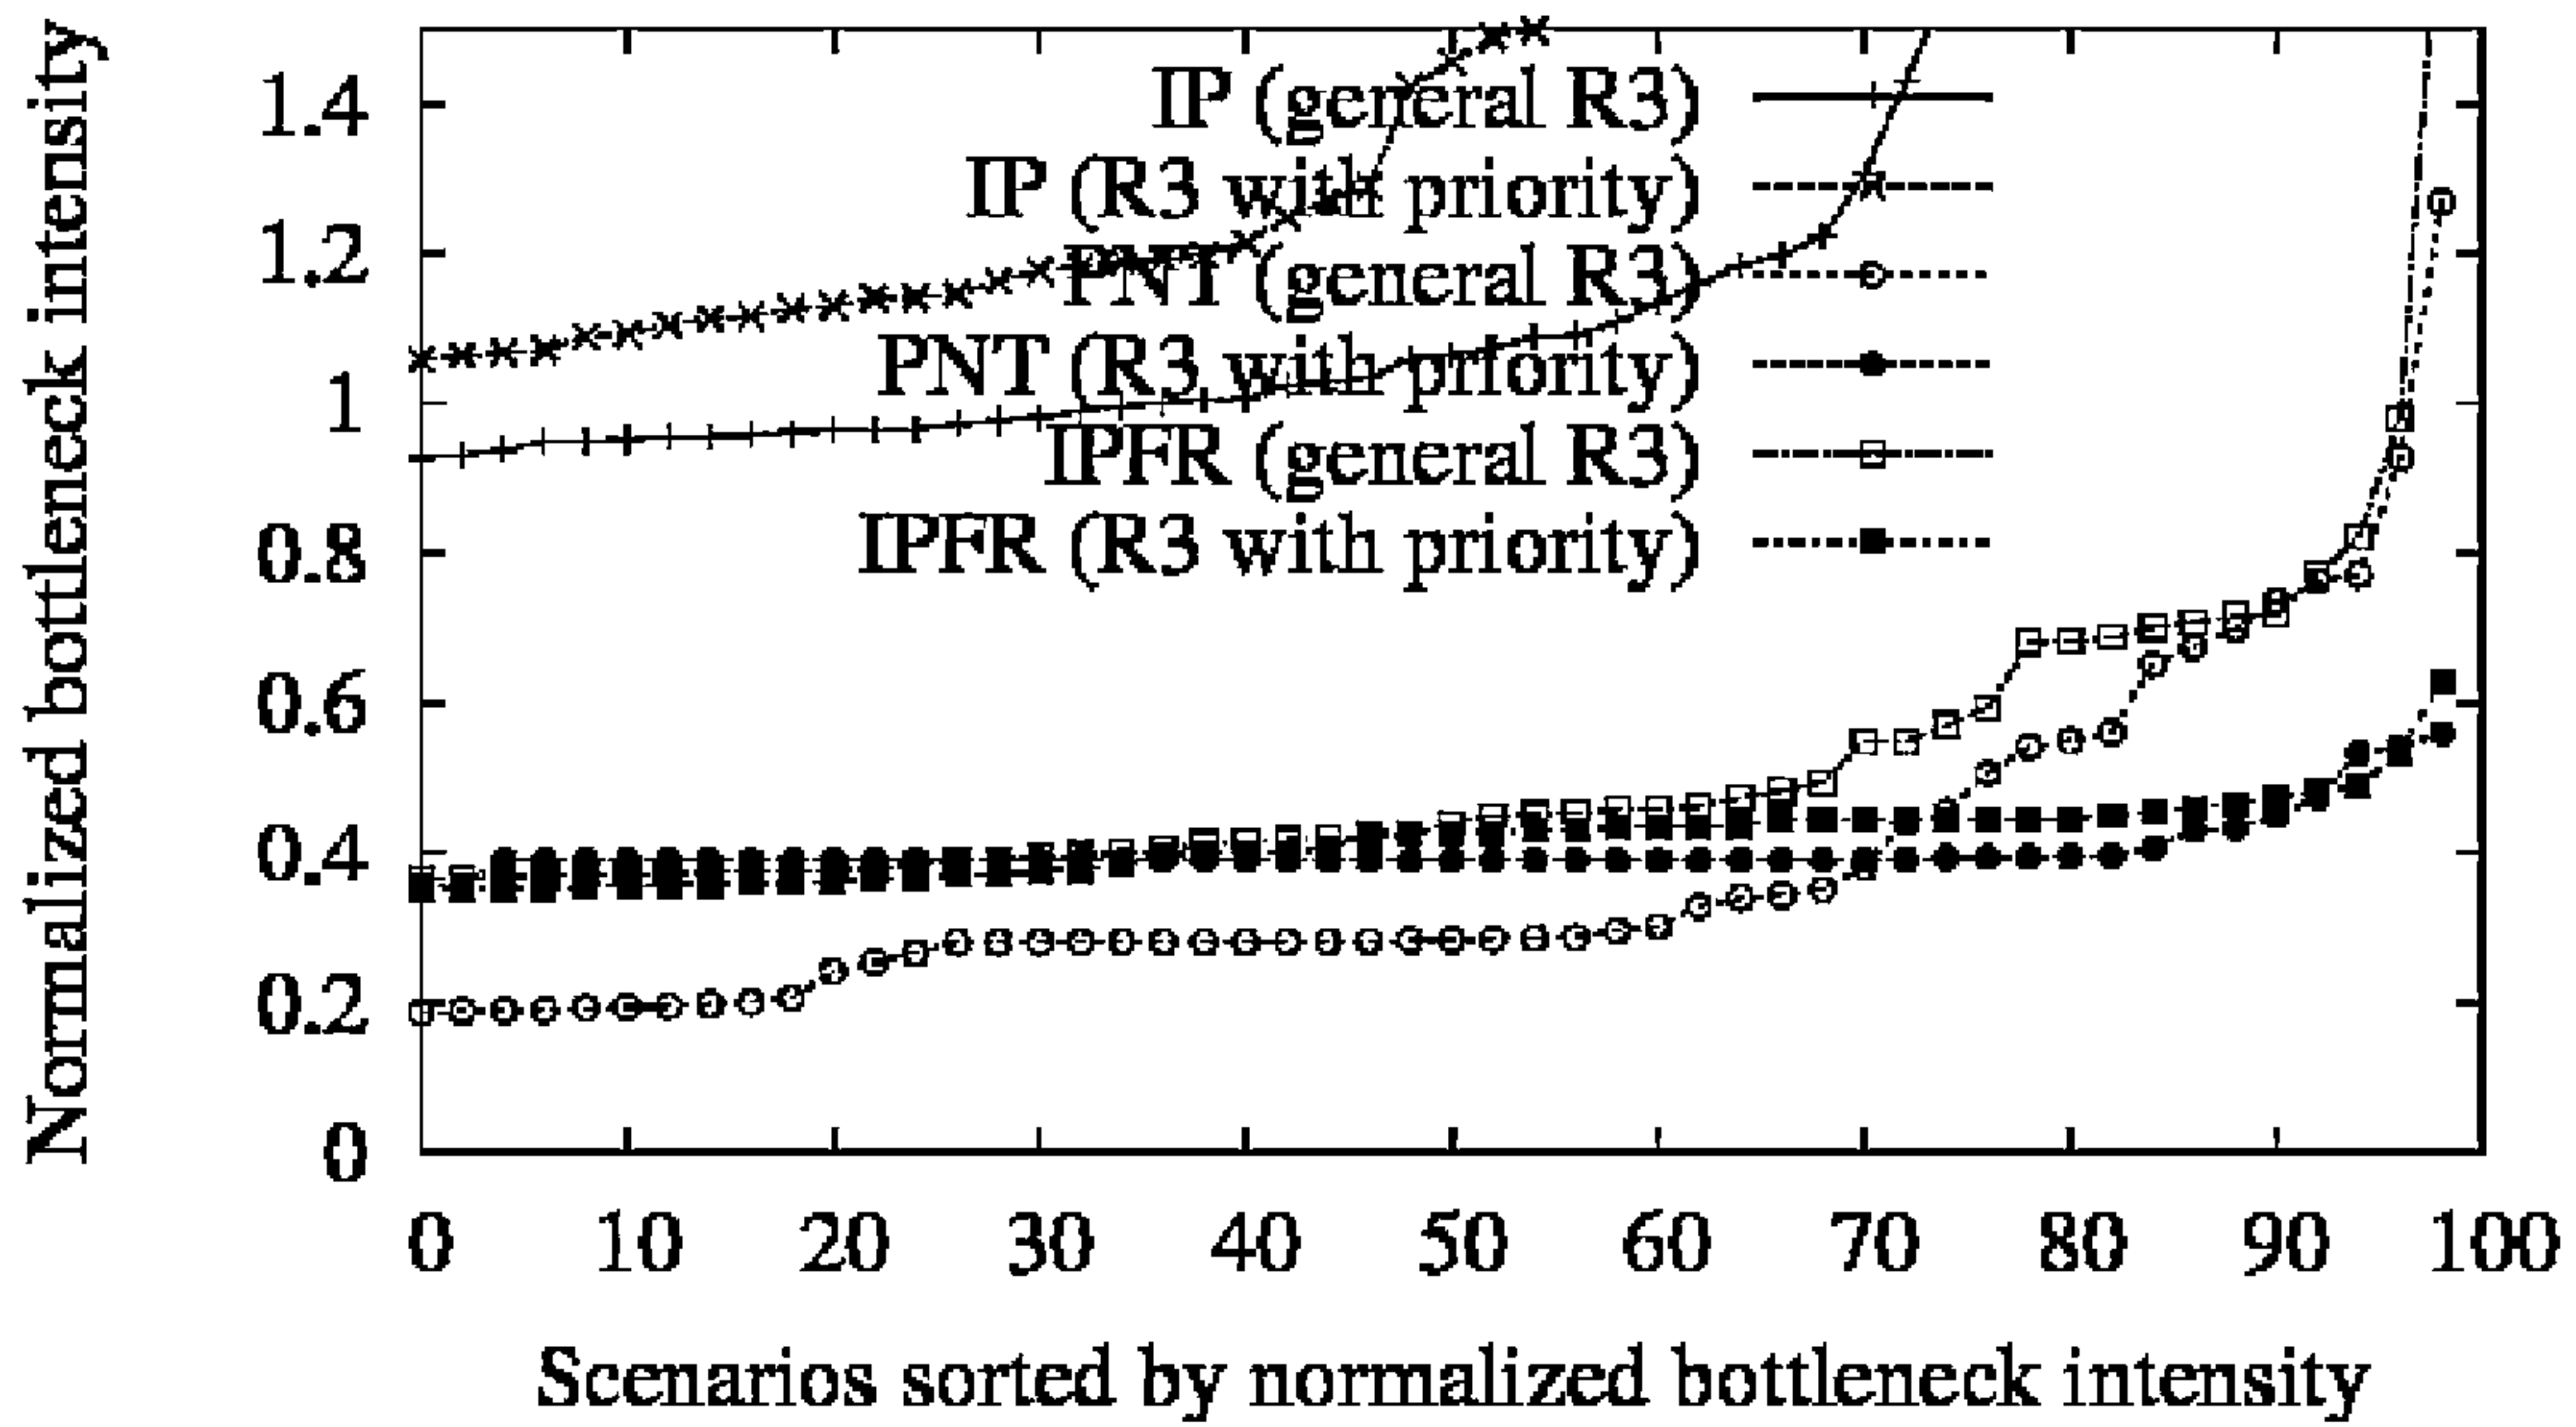 Normalized bottleneck intensity
1.4
1.2
1
0.8
0.6
0.4
0.2
0
IP (general R3)
IP (R3 with priority)
PNT (general R3)
PNT (R3 with priority)
IPFR (general R3)
IPFR (R3 with priority)
0 10 20 30 40 50 60 70 80 90 100
Scenarios sorted by normalized bottleneck intensity